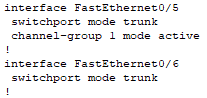 interface FastEthernet0/5
 switchport mode trunk
 channel-group 1 mode active
!
interface FastEthernet0/6
 switchport mode trunk
!